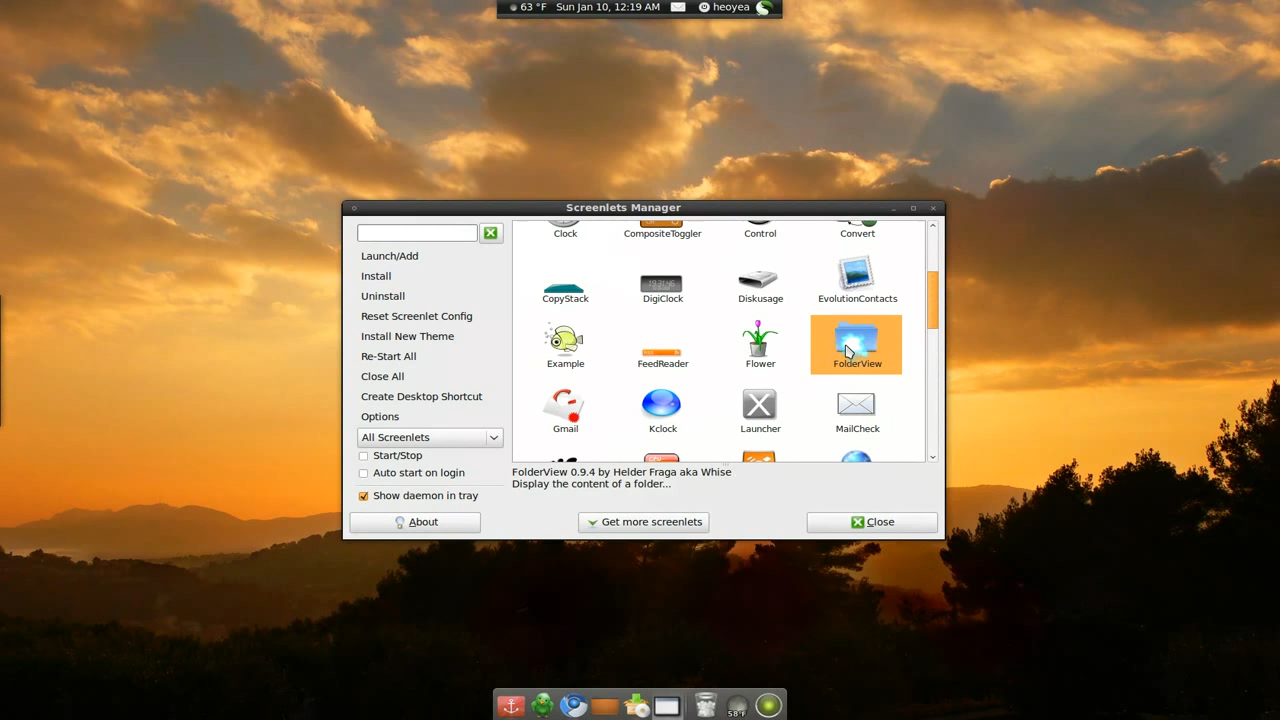 63 °F Sun Jan 10, 12:19 AM heoyea
Screenlets Manager
Launch/Add
Install
Uninstall
Reset Screenlet Config
Install New Theme
Re-Start All
Close All
Create Desktop Shortcut
Options
All Screenlets
Start/Stop
Auto start on login
Show daemon in tray
About
Clock CompositeToggler Control Convert
CopyStack DigiClock Diskusage EvolutionContacts
Example FeedReader Flower FolderView
Gmail Kclock Launcher MailCheck
FolderView 0.9.4 by Helder Fraga aka Whise
Display the content of a folder...
Get more screenlets
Close
58°F